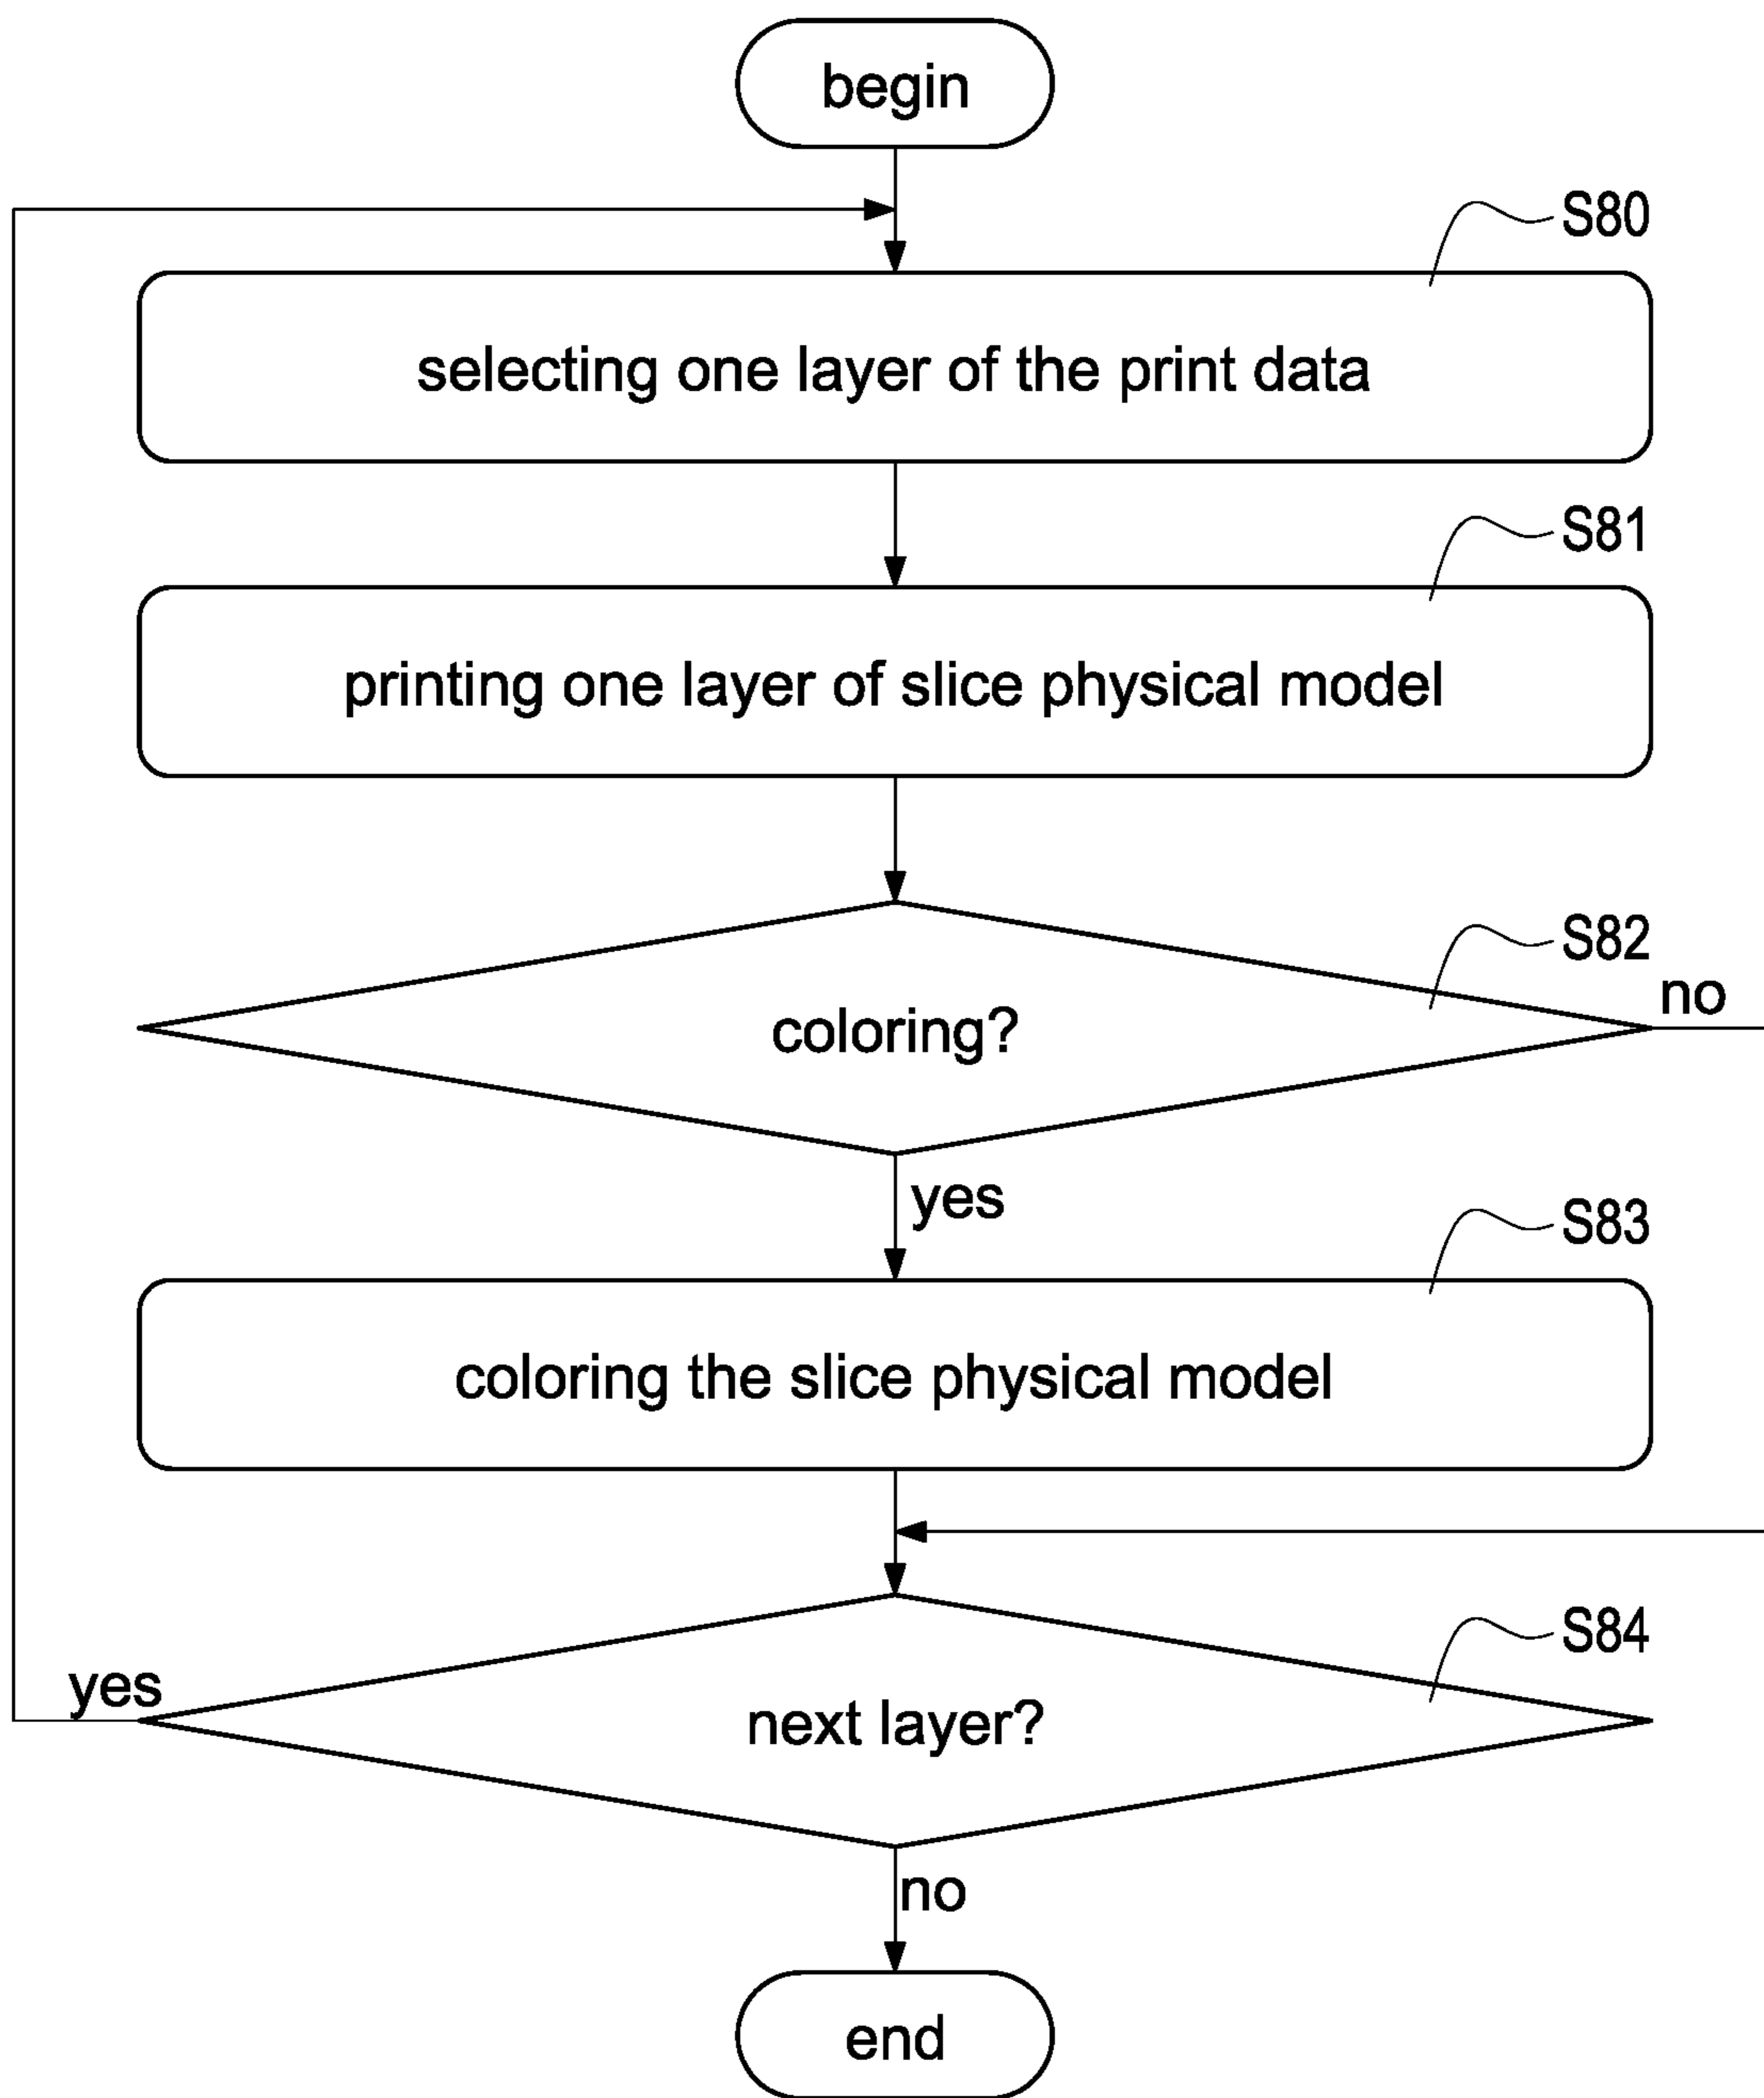 begin
S80
selecting one layer of the print data
S81
printing one layer of slice physical model
S82
no
coloring?
yes
S83
coloring the slice physical model
S84
yes
next layer?
no
end